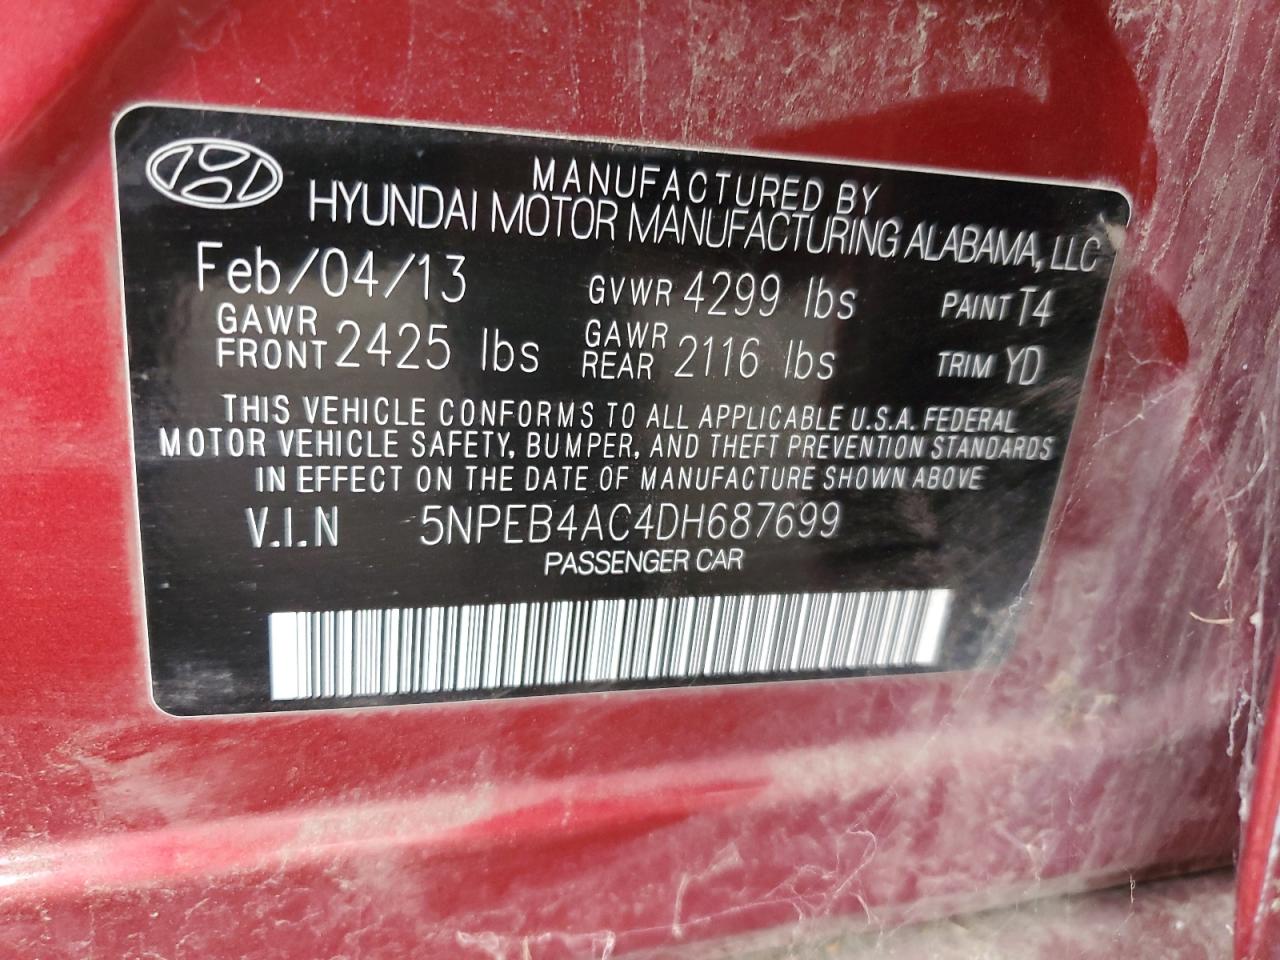 MANUFACTURED BY
HYUNDAI MOTOR MANUFACTURING ALABAMA, LLC
Feb/04/13 GVWR 4299 lbs PAINT T4
GAWR FRONT 2425 lbs GAWR REAR 2116 lbs TRIM YD
THIS VEHICLE CONFORMS TO ALL APPLICABLE U.S.A. FEDERAL
MOTOR VEHICLE SAFETY, BUMPER, AND THEFT PREVENTION STANDARDS
IN EFFECT ON THE DATE OF MANUFACTURE SHOWN ABOVE
V.I.N 5NPEB4AC4DH687699
PASSENGER CAR